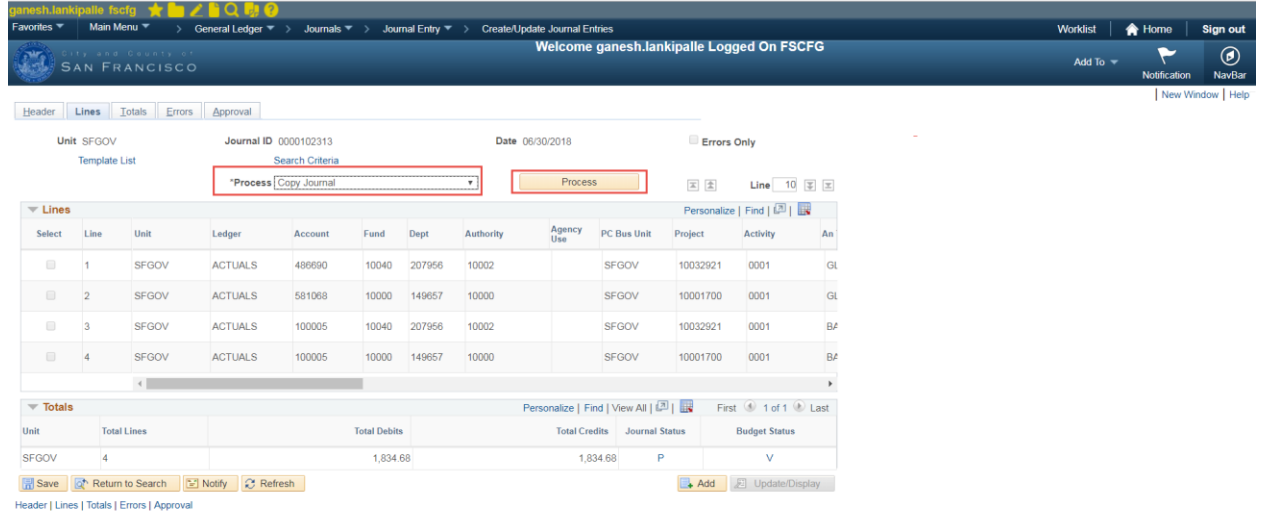 ganesh.lankipalle fscfg
Favorites Main Menu > General Ledger > Journals > Journal Entry > Create/Update Journal Entries Worklist Home Sign out
Welcome ganesh.lankipalle Logged On FSCFG
City and County of
SAN FRANCISCO
Add To Notification NavBar
New Window | Help
Header Lines Totals Errors Approval
Unit SFGOV Journal ID 0000102313 Date 06/30/2018 Errors Only
Template List Search Criteria
*Process Copy Journal Process Line 10
Lines Personalize | Find |
Select Line Unit Ledger Account Fund Dept Authority Agency Use PC Bus Unit Project Activity An
1 SFGOV ACTUALS 486690 10040 207956 10002 SFGOV 10032921 0001 GL
2 SFGOV ACTUALS 581068 10000 149657 10000 SFGOV 10001700 0001 GL
3 SFGOV ACTUALS 100005 10040 207956 10002 SFGOV 10032921 0001 BA
4 SFGOV ACTUALS 100005 10000 149657 10000 SFGOV 10001700 0001 BA
Totals Personalize | Find | View All | First 1 of 1 Last
Unit Total Lines Total Debits Total Credits Journal Status Budget Status
SFGOV 4 1,834.68 1,834.68 P V
Save Return to Search Notify Refresh Add Update/Display
Header | Lines | Totals | Errors | Approval